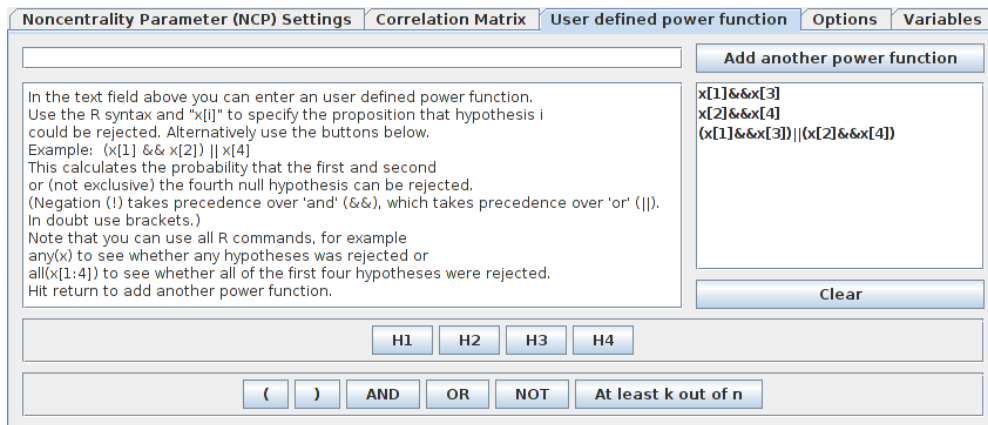 Noncentrality Parameter (NCP) Settings
Correlation Matrix
User defined power function
Options
Variables
Add another power function
In the text field above you can enter an user defined power function.
Use the R syntax and "x[i]" to specify the proposition that hypothesis i
could be rejected. Alternatively use the buttons below.
Example:  (x[1] && x[2]) || x[4]
This calculates the probability that the first and second
or (not exclusive) the fourth null hypothesis can be rejected.
(Negation (!) takes precedence over 'and' (&&), which takes precedence over 'or' (||).
In doubt use brackets.)
Note that you can use all R commands, for example
any(x) to see whether any hypotheses was rejected or
all(x[1:4]) to see whether all of the first four hypotheses were rejected.
Hit return to add another power function.
x[1]&&x[3]
x[2]&&x[4]
(x[1]&&x[3])||(x[2]&&x[4])
Clear
H1
H2
H3
H4
(
)
AND
OR
NOT
At least k out of n